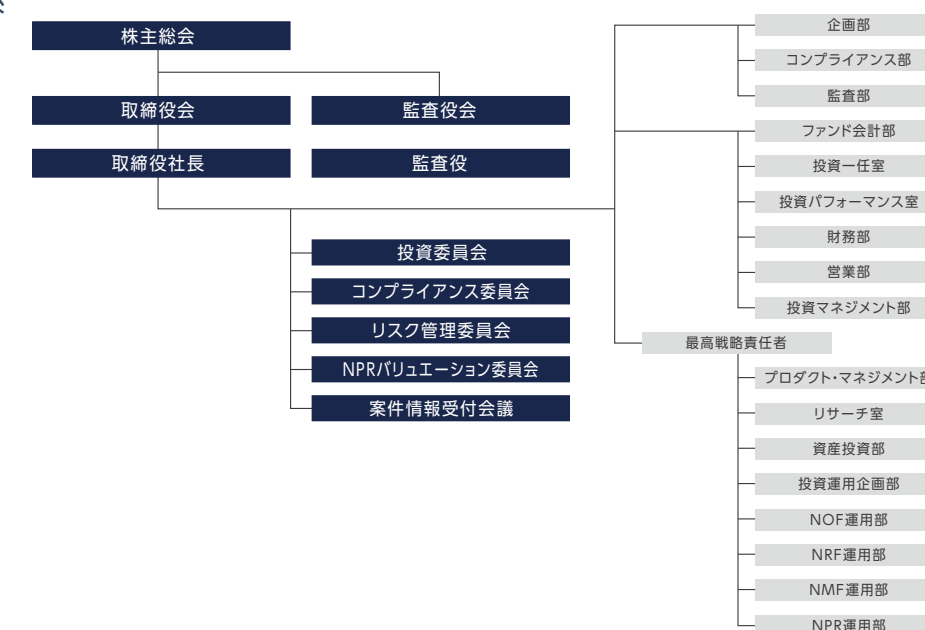 株主総会
取締役会
監査役会
取締役社長
監査役
投資委員会
コンプライアンス委員会
リスク管理委員会
NPRバリュエーション委員会
案件情報受付会議
企画部
コンプライアンス部
監査部
ファンド会計部
投資一任室
投資パフォーマンス室
財務部
営業部
投資マネジメント部
最高戦略責任者
プロダクト・マネジメント部
リサーチ室
資産投資部
投資運用企画部
NOF運用部
NRF運用部
NMF運用部
NPR運用部